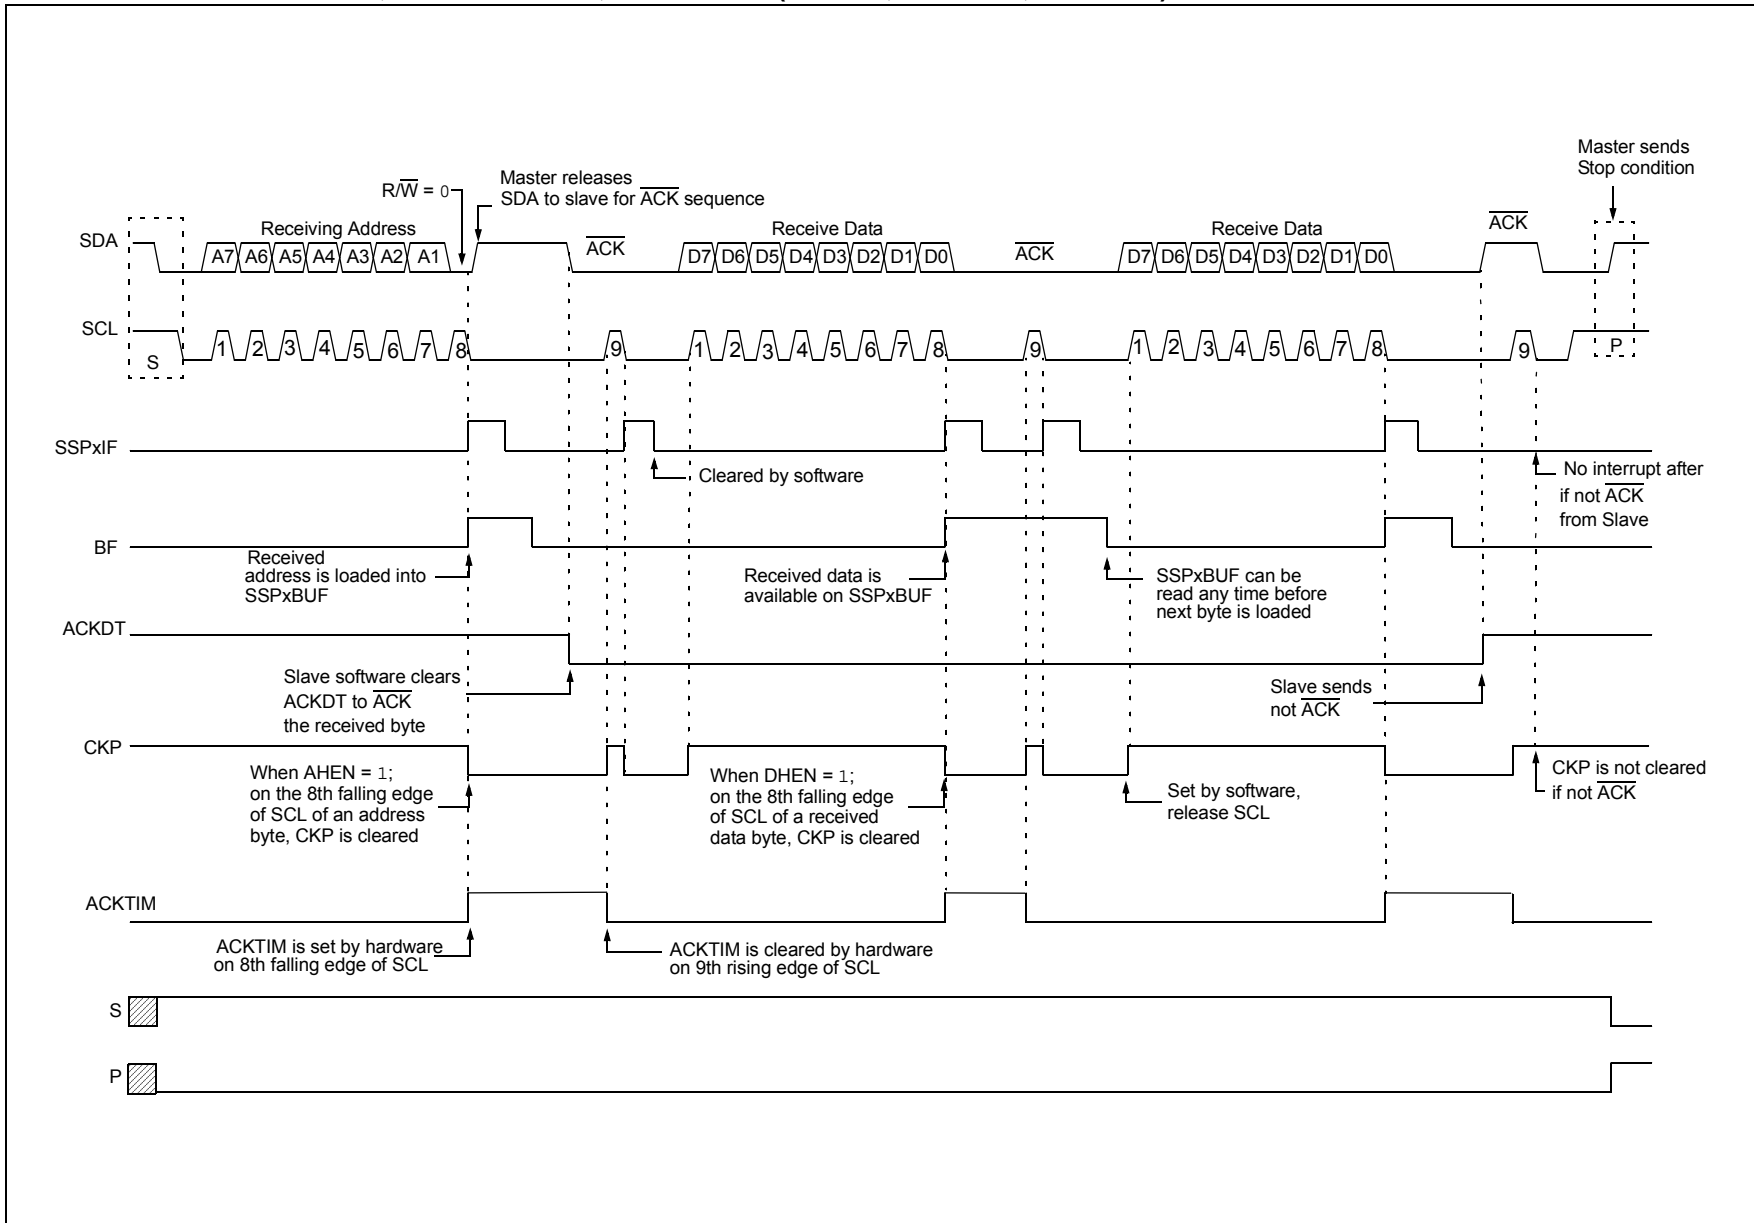 Master sends
Stop condition
R/W̅ = 0
Master releases
SDA to slave for A̅C̅K̅ sequence
SDA
Receiving Address
A̅C̅K̅
Receive Data
A̅C̅K̅
Receive Data
A̅C̅K̅
A7 A6 A5 A4 A3 A2 A1
D7 D6 D5 D4 D3 D2 D1 D0
D7 D6 D5 D4 D3 D2 D1 D0
SCL
S
1 2 3 4 5 6 7 8
9
1 2 3 4 5 6 7 8
9
1 2 3 4 5 6 7 8
9
P
SSPxIF
Cleared by software
No interrupt after
if not A̅C̅K̅
from Slave
BF
Received
address is loaded into
SSPxBUF
Received data is
available on SSPxBUF
SSPxBUF can be
read any time before
next byte is loaded
ACKDT
Slave software clears
ACKDT to A̅C̅K̅
the received byte
Slave sends
not A̅C̅K̅
CKP
When AHEN = 1;
on the 8th falling edge
of SCL of an address
byte, CKP is cleared
When DHEN = 1;
on the 8th falling edge
of SCL of a received
data byte, CKP is cleared
Set by software,
release SCL
CKP is not cleared
if not A̅C̅K̅
ACKTIM
ACKTIM is set by hardware
on 8th falling edge of SCL
ACKTIM is cleared by hardware
on 9th rising edge of SCL
S
P